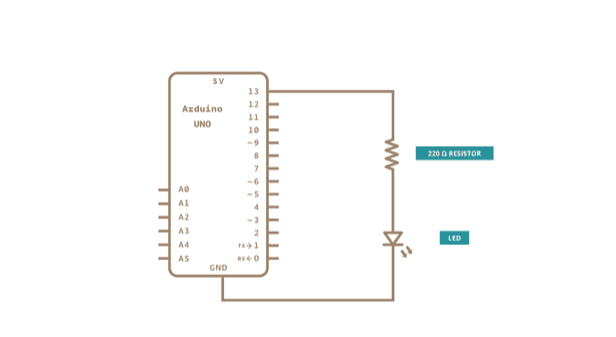 5V
Arduino
UNO
13
12
11
10
~9
8
7
~6
~5
4
~3
2
TX→1
RX←0
A0
A1
A2
A3
A4
A5
GND
220 Ω RESISTOR
LED